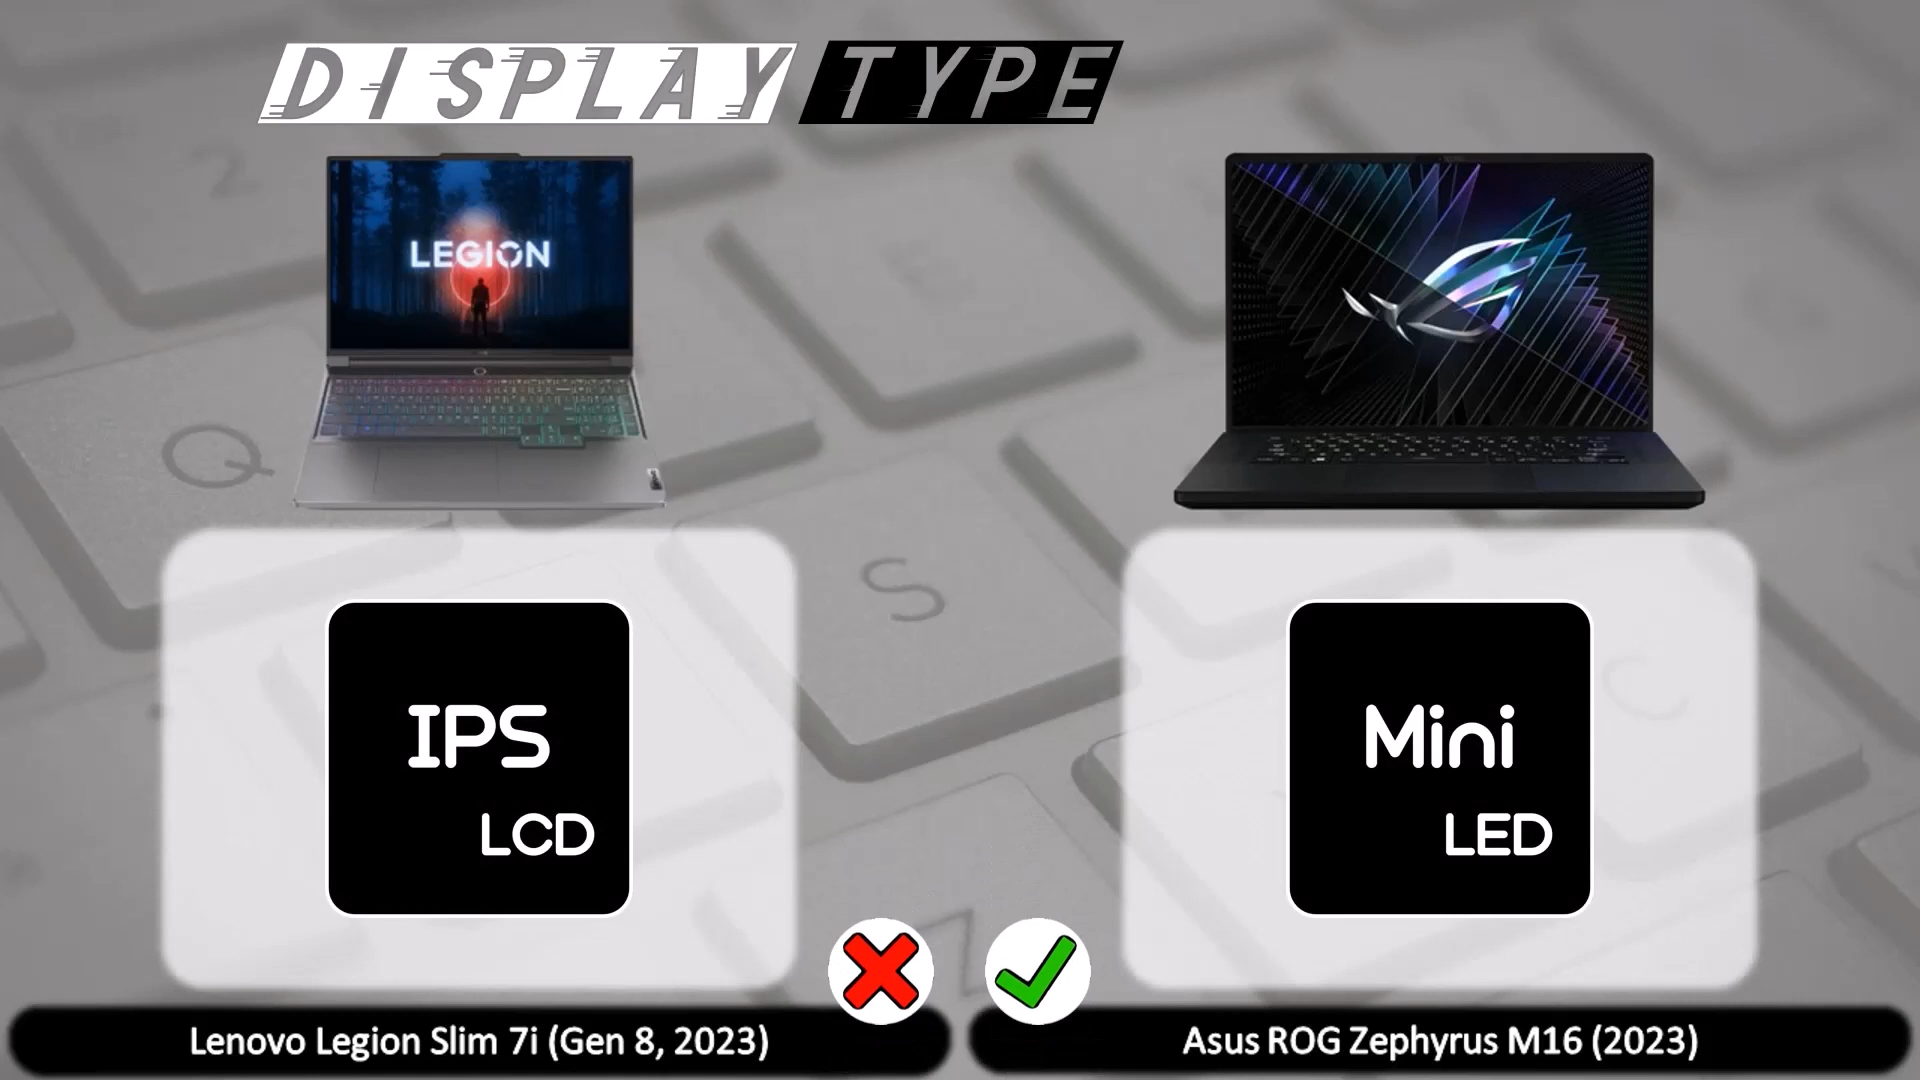 DISPLAY TYPE
2
LEGION
Q
S
C
Z
IPS
LCD
Mini
LED
Lenovo Legion Slim 7i (Gen 8, 2023)
Asus ROG Zephyrus M16 (2023)